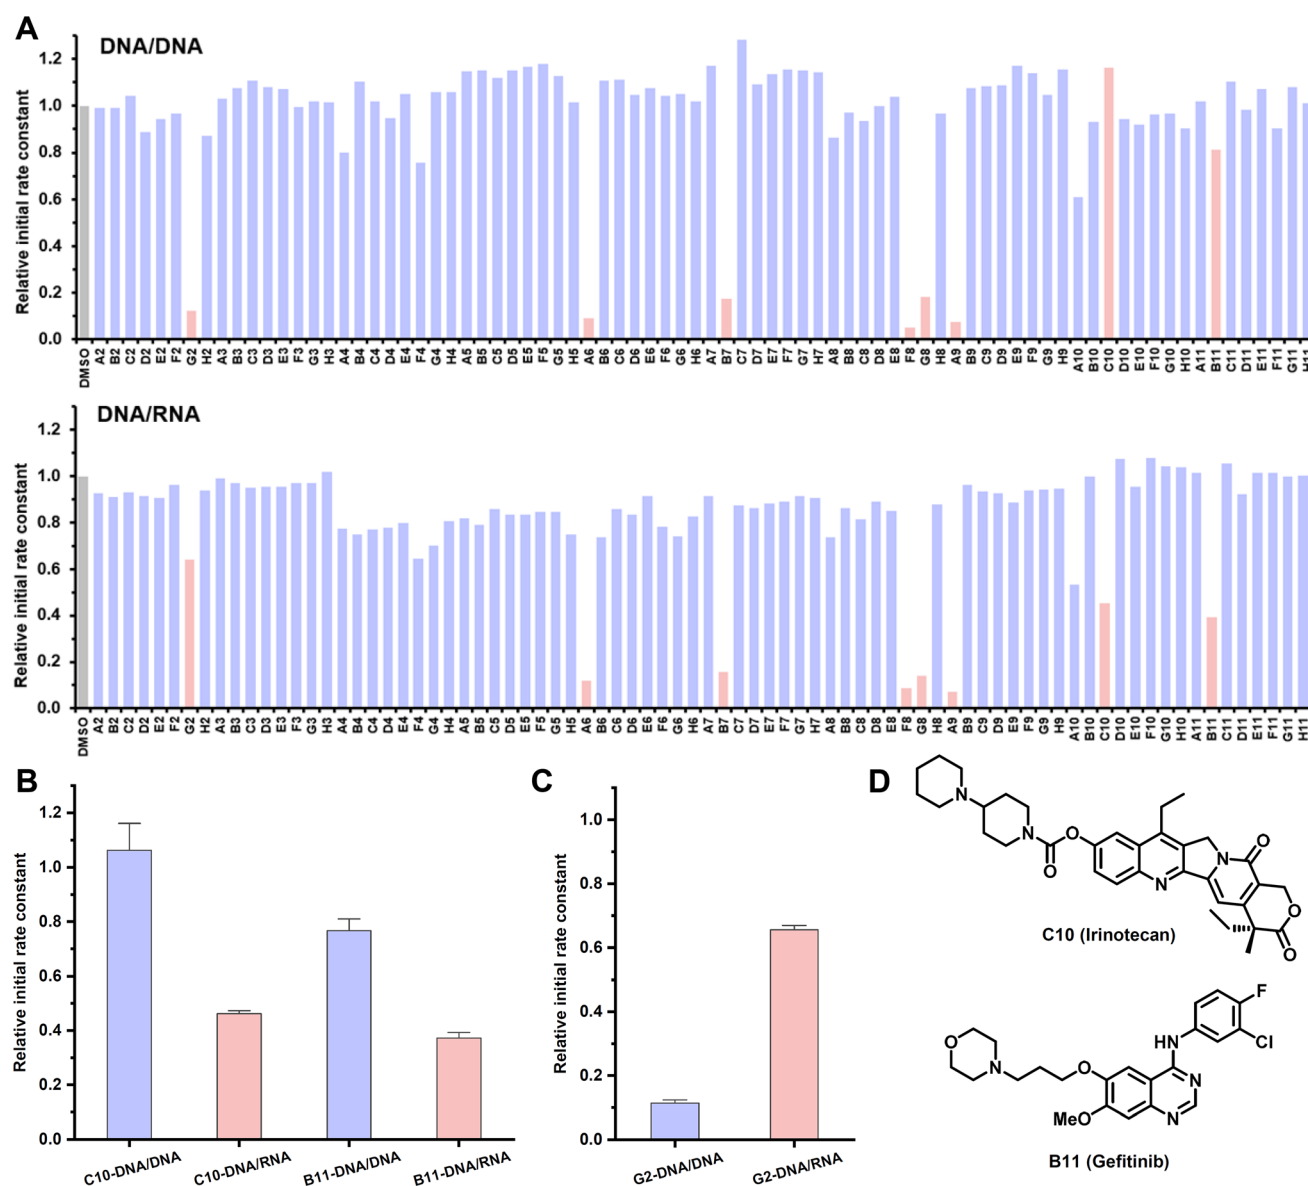 A
DNA/DNA
Relative initial rate constant
1.2
1.0
0.8
0.6
0.4
0.2
0.0
DMSO A2 B2 C2 D2 E2 F2 G2 H2 A3 B3 C3 D3 E3 F3 G3 H3 A4 B4 C4 D4 E4 F4 G4 H4 A5 B5 C5 D5 E5 F5 G5 H5 A6 B6 C6 D6 E6 F6 G6 H6 A7 B7 C7 D7 E7 F7 G7 H7 A8 B8 C8 D8 E8 F8 G8 H8 A9 B9 C9 D9 E9 F9 G9 H9 A10 B10 C10 D10 E10 F10 G10 H10 A11 B11 C11 D11 E11 F11 G11 H11
DNA/RNA
Relative initial rate constant
1.2
1.0
0.8
0.6
0.4
0.2
0.0
DMSO A2 B2 C2 D2 E2 F2 G2 H2 A3 B3 C3 D3 E3 F3 G3 H3 A4 B4 C4 D4 E4 F4 G4 H4 A5 B5 C5 D5 E5 F5 G5 H5 A6 B6 C6 D6 E6 F6 G6 H6 A7 B7 C7 D7 E7 F7 G7 H7 A8 B8 C8 D8 E8 F8 G8 H8 A9 B9 C9 D9 E9 F9 G9 H9 A10 B10 C10 D10 E10 F10 G10 H10 A11 B11 C11 D11 E11 F11 G11 H11
B
Relative initial rate constant
1.2
1.0
0.8
0.6
0.4
0.2
0.0
C10-DNA/DNA C10-DNA/RNA B11-DNA/DNA B11-DNA/RNA
C
Relative initial rate constant
1.0
0.8
0.6
0.4
0.2
0.0
G2-DNA/DNA G2-DNA/RNA
D
N
N
O
O
N
N
O
O
O
C10 (Irinotecan)
F
Cl
HN
O
N
O
N
N
MeO
B11 (Gefitinib)